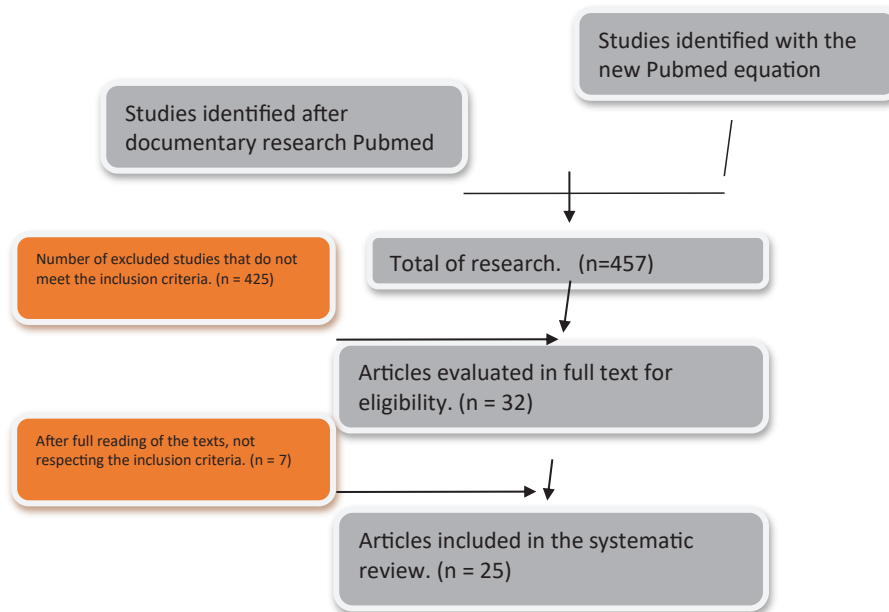 Studies identified with the
new Pubmed equation
Studies identified after
documentary research Pubmed
Number of excluded studies that do not
meet the inclusion criteria. (n = 425)
Total of research. (n=457)
Articles evaluated in full text for
eligibility. (n = 32)
After full reading of the texts, not
respecting the inclusion criteria. (n = 7)
Articles included in the systematic
review. (n = 25)